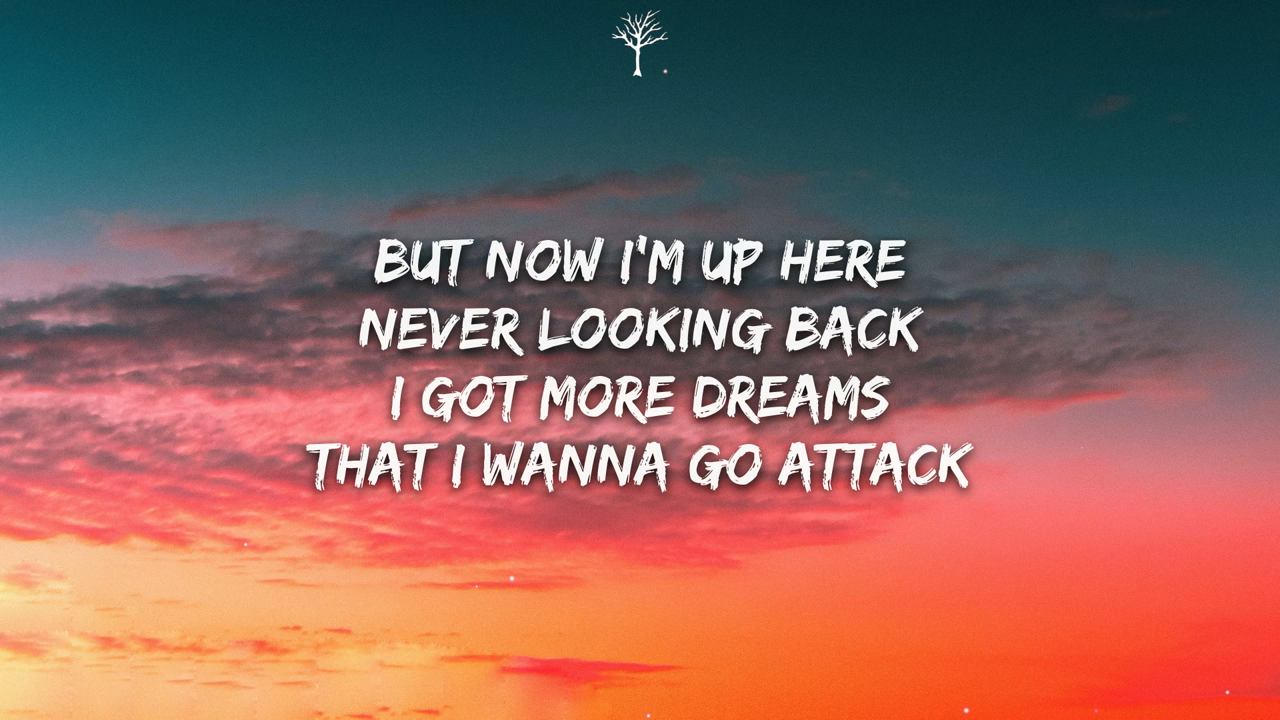 BUT NOW I'M UP HERE
NEVER LOOKING BACK
I GOT MORE DREAMS
THAT I WANNA GO ATTACK